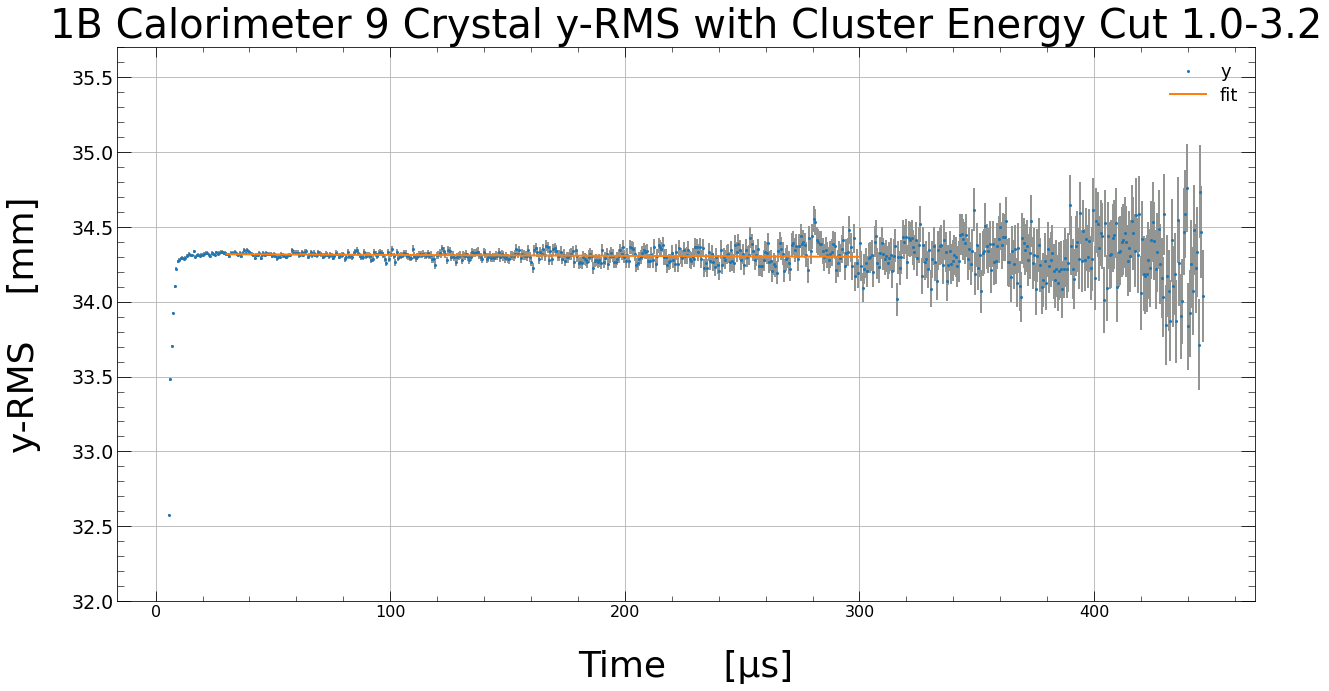 1B Calorimeter 9 Crystal y-RMS with Cluster Energy Cut 1.0-3.2
y
fit
35.5
35.0
34.5
34.0
33.5
33.0
32.5
32.0
y-RMS [mm]
0 100 200 300 400
Time [μs]